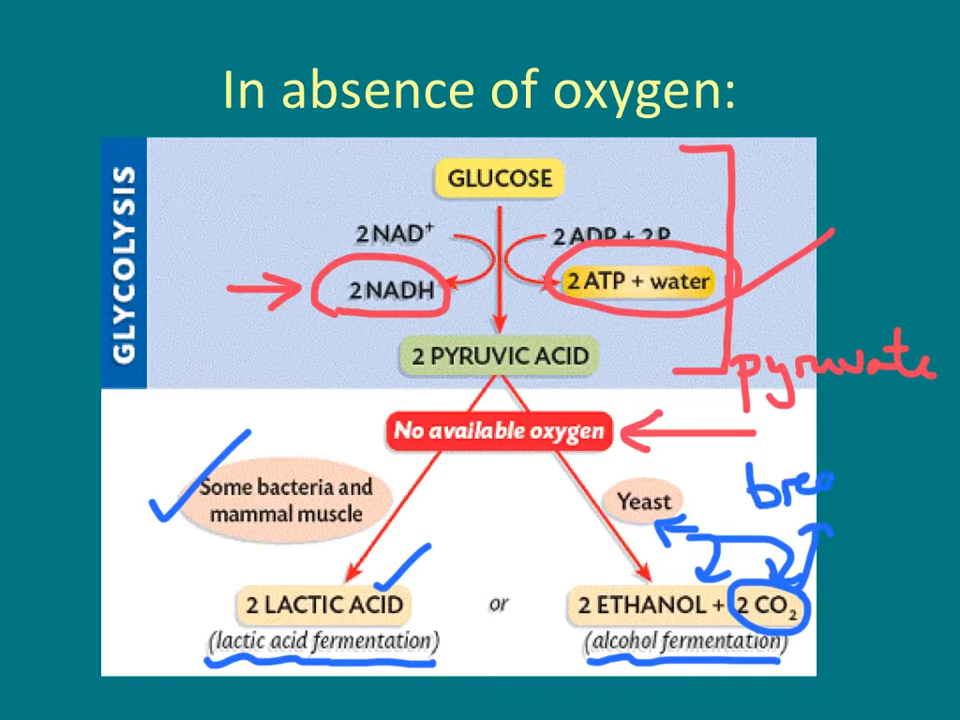 In absence of oxygen:
GLYCOLYSIS
GLUCOSE
2 NAD+
2 ADP + 2 P
2 NADH
2 ATP + water
2 PYRUVIC ACID
pyruvate
No available oxygen
Some bacteria and
mammal muscle
Yeast
brea
2 LACTIC ACID
or
2 ETHANOL + 2 CO₂
(lactic acid fermentation)
(alcohol fermentation)